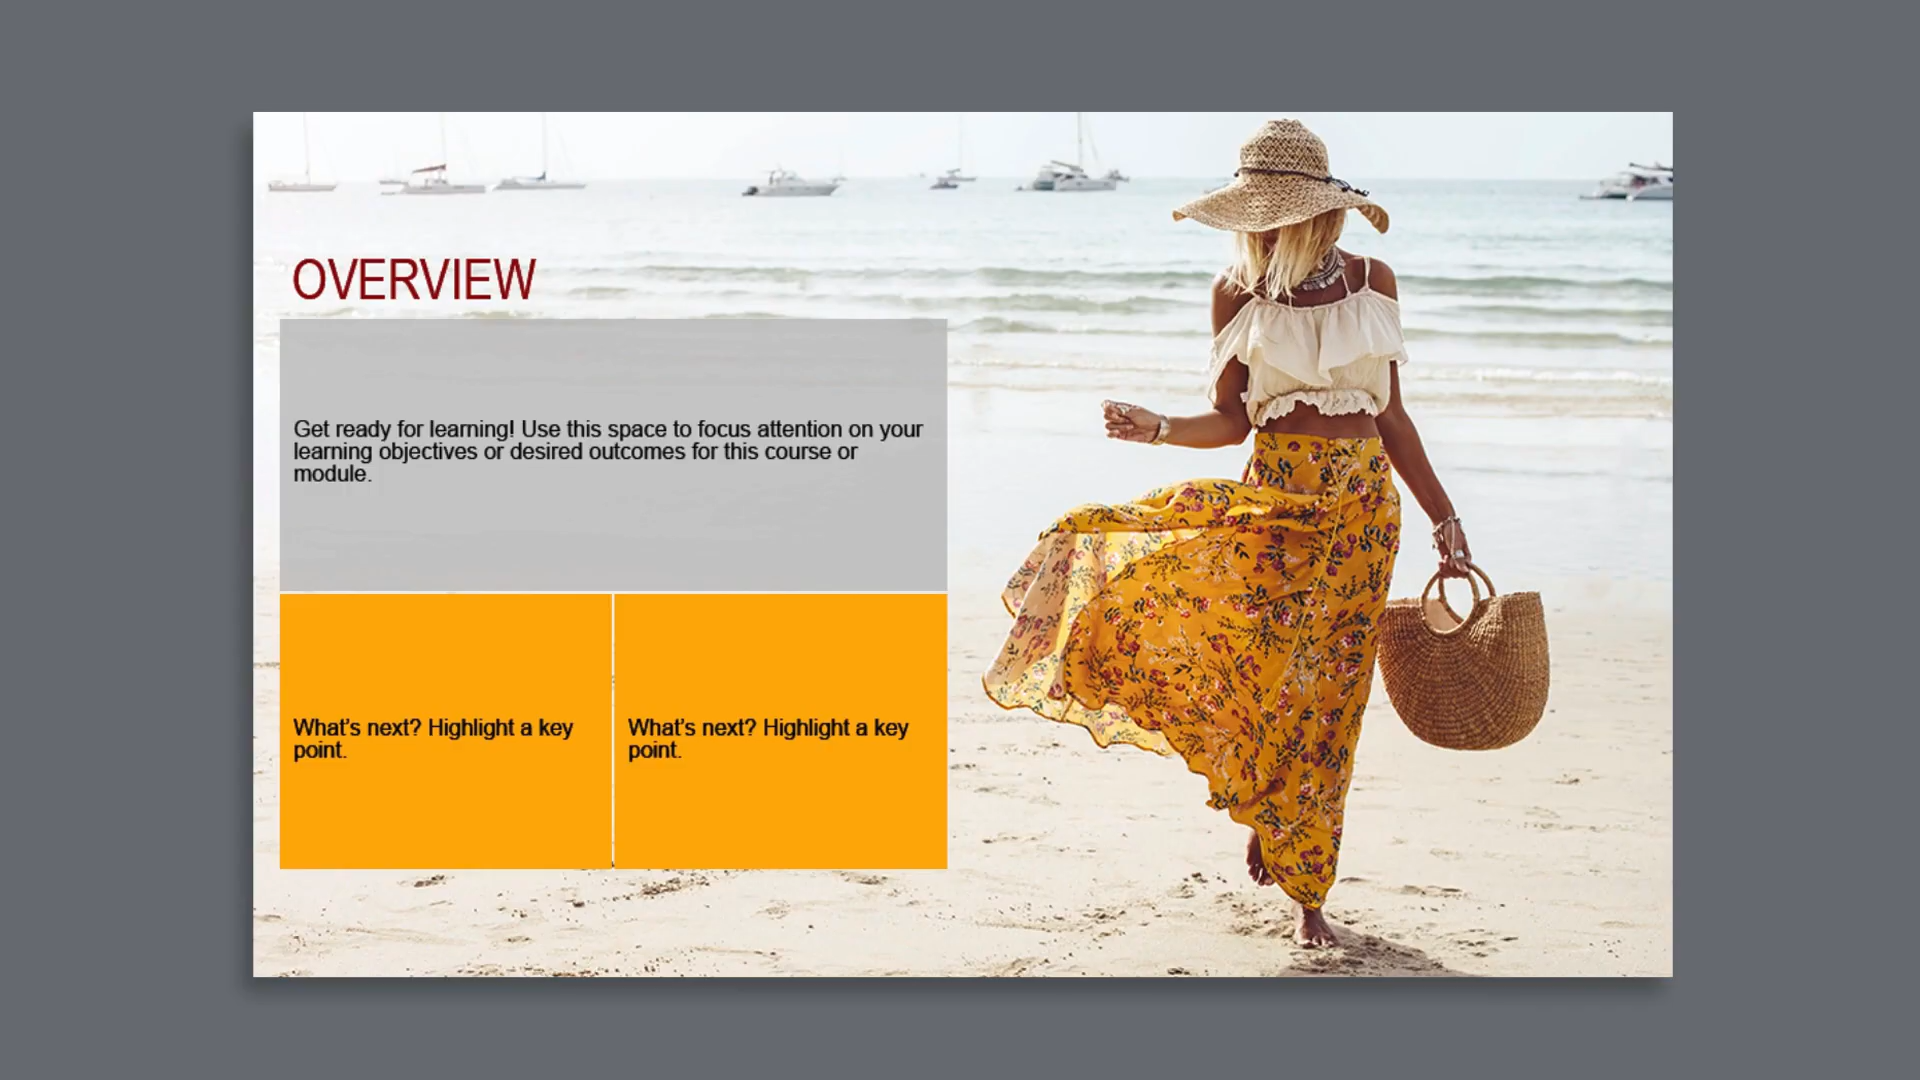 OVERVIEW
Get ready for learning! Use this space to focus attention on your
learning objectives or desired outcomes for this course or
module.
What's next? Highlight a key
point.
What's next? Highlight a key
point.